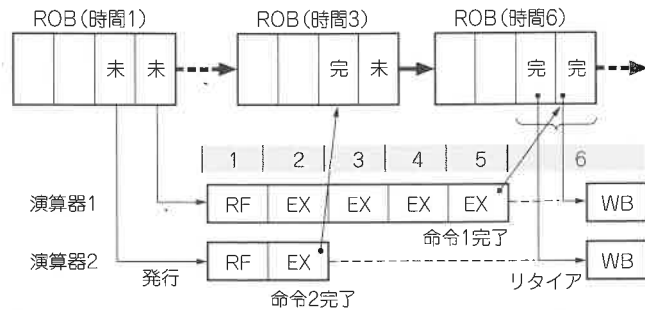 ROB(時間1) ROB(時間3) ROB(時間6)
未 未 完 未 完 完
1 2 3 4 5 6
演算器1 RF EX EX EX EX WB
命令1完了
演算器2 RF EX WB
発行 リタイア
命令2完了